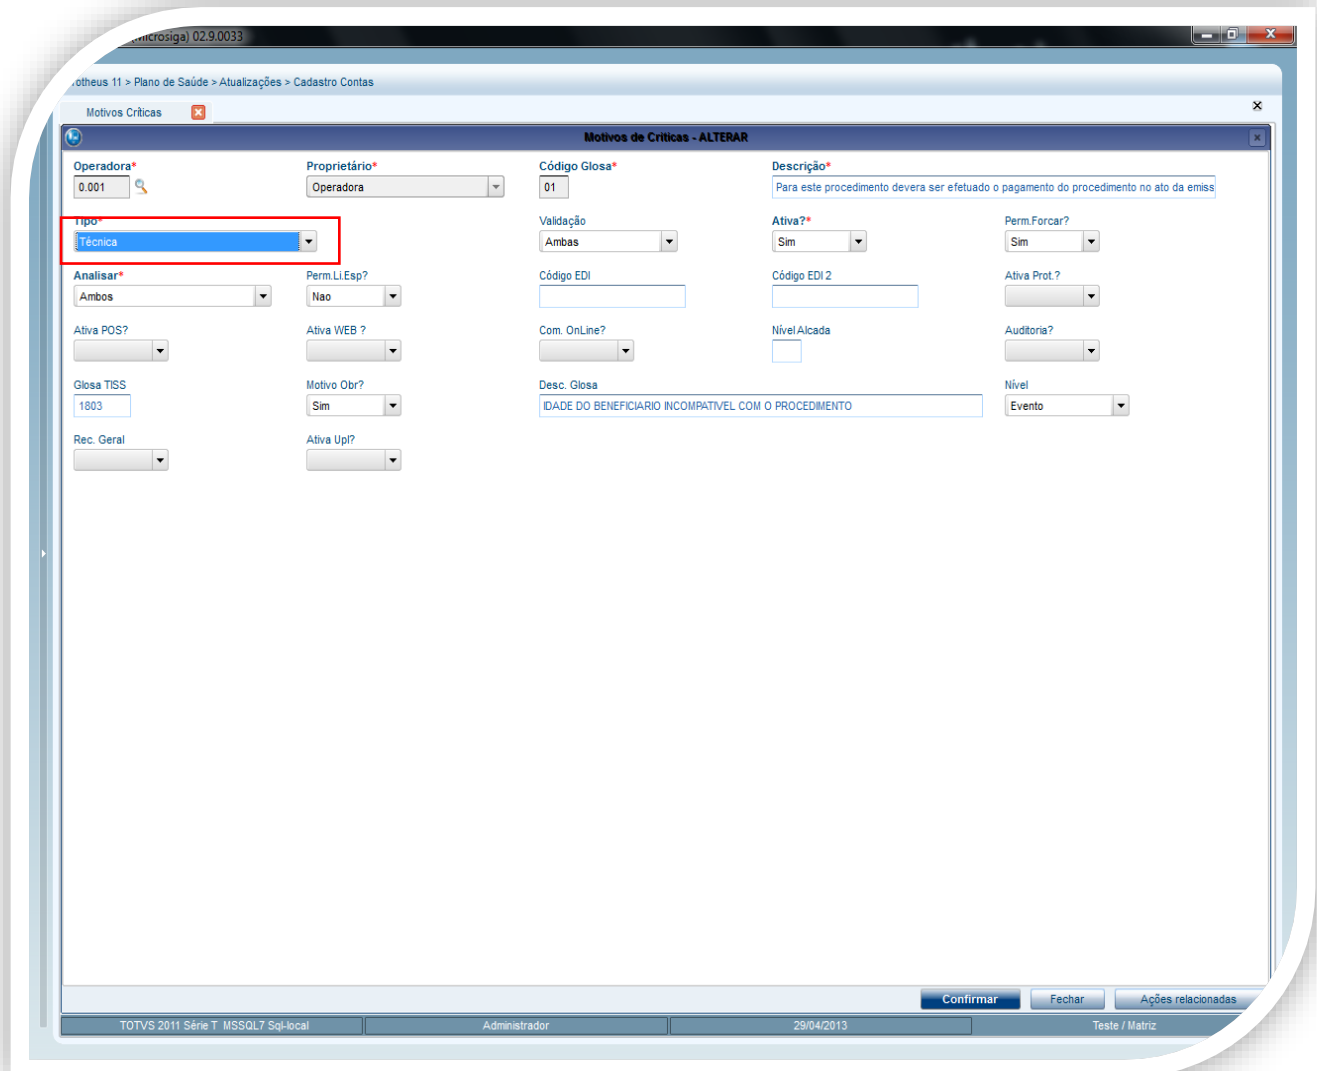 (Microsiga) 02.9.0033
rotheus 11 > Plano de Saúde > Atualizações > Cadastro Contas
Motivos Críticas
Motivos de Criticas - ALTERAR
Operadora* Proprietário* Código Glosa* Descrição*
0.001 Operadora 01 Para este procedimento devera ser efetuado o pagamento do procedimento no ato da emiss
Tipo* Validação Ativa?* Perm.Forcar?
Técnica Ambas Sim Sim
Analisar* Perm.Li.Esp? Código EDI Código EDI 2 Ativa Prot.?
Ambos Nao
Ativa POS? Ativa WEB ? Com. OnLine? Nível Alcada Auditoria?
Glosa TISS Motivo Obr? Desc. Glosa Nível
1803 Sim IDADE DO BENEFICIARIO INCOMPATIVEL COM O PROCEDIMENTO Evento
Rec. Geral Ativa Upl?
Confirmar Fechar Ações relacionadas
TOTVS 2011 Série T MSSQL7 Sql-local Administrador 29/04/2013 Teste / Matriz